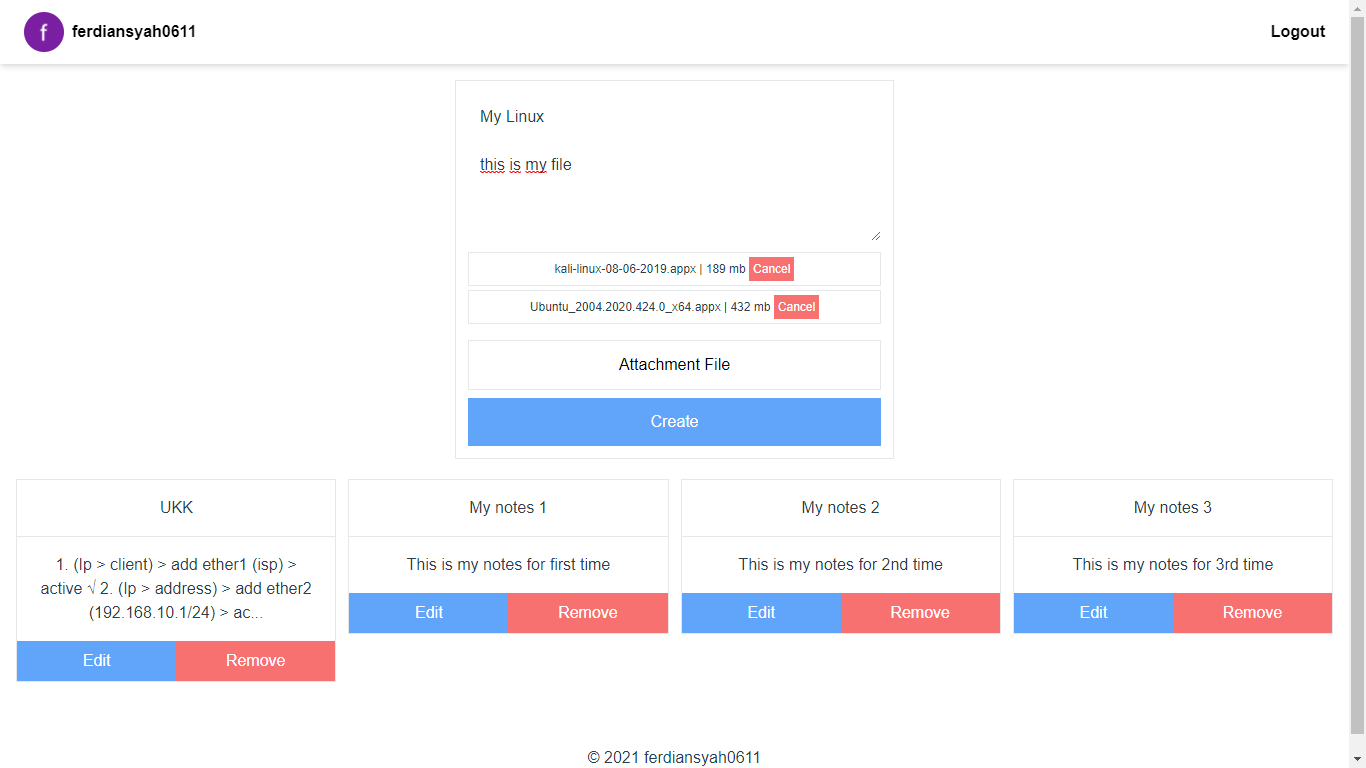 f ferdiansyah0611 Logout
My Linux
this is my file
kali-linux-08-06-2019.appx | 189 mb Cancel
Ubuntu_2004.2020.424.0_x64.appx | 432 mb Cancel
Attachment File
Create
UKK
1. (Ip > client) > add ether1 (isp) >
active √ 2. (Ip > address) > add ether2
(192.168.10.1/24) > ac...
Edit Remove
My notes 1
This is my notes for first time
Edit Remove
My notes 2
This is my notes for 2nd time
Edit Remove
My notes 3
This is my notes for 3rd time
Edit Remove
© 2021 ferdiansyah0611